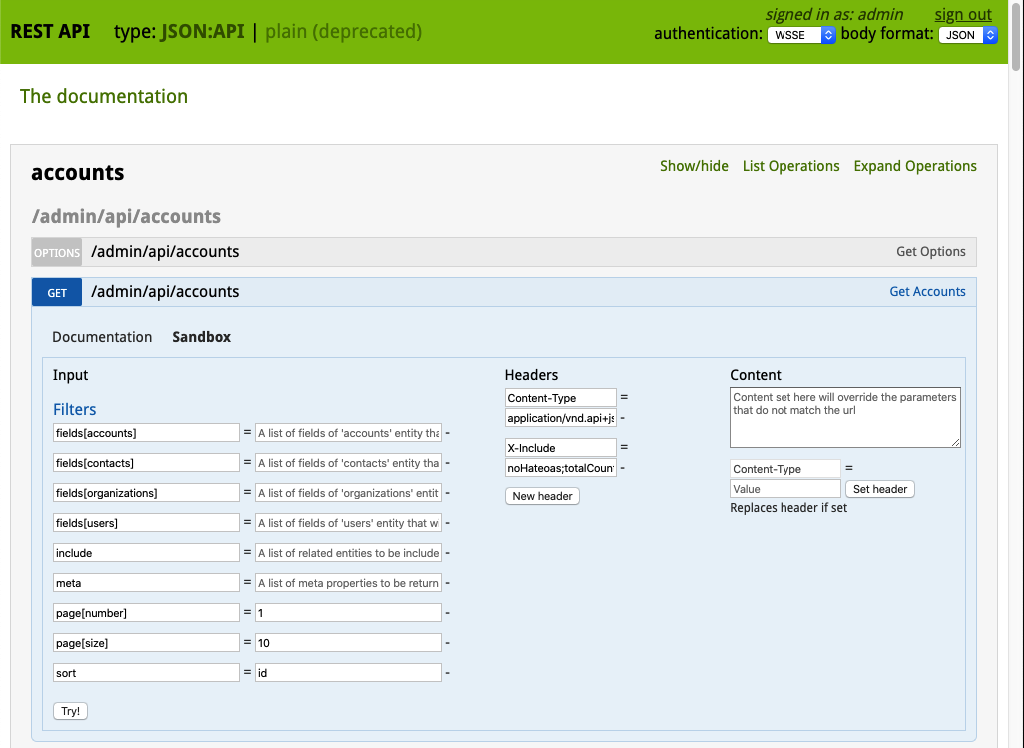 REST API type: JSON:API | plain (deprecated)
signed in as: admin sign out
authentication: WSSE body format: JSON
The documentation
accounts
Show/hide List Operations Expand Operations
/admin/api/accounts
OPTIONS /admin/api/accounts Get Options
GET /admin/api/accounts Get Accounts
Documentation Sandbox
Input
Filters
fields[accounts] = A list of fields of 'accounts' entity tha -
fields[contacts] = A list of fields of 'contacts' entity tha -
fields[organizations] = A list of fields of 'organizations' entit -
fields[users] = A list of fields of 'users' entity that w -
include = A list of related entities to be include -
meta = A list of meta properties to be return -
page[number] = 1 -
page[size] = 10 -
sort = id -
Try!
Headers
Content-Type =
application/vnd.api+js -
X-Include =
noHateoas;totalCoun -
New header
Content
Content set here will override the parameters
that do not match the url
Content-Type =
Value Set header
Replaces header if set